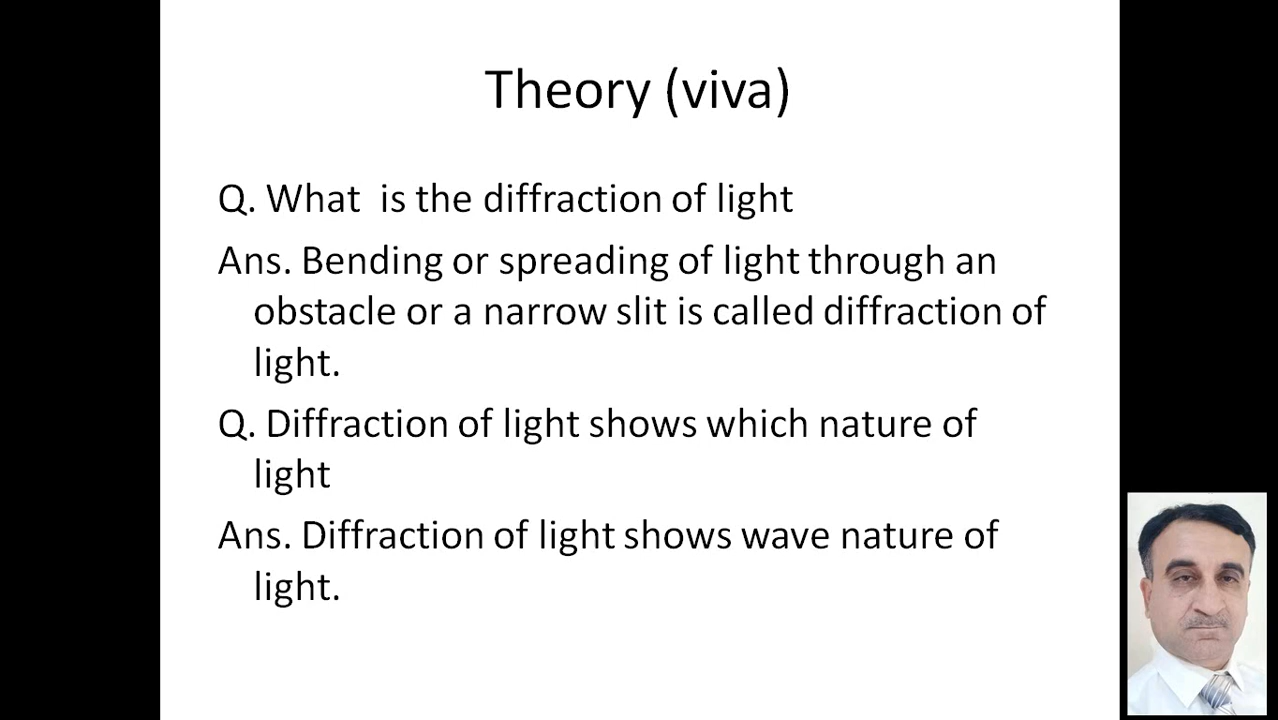 Theory (viva)
Q. What  is the diffraction of light
Ans. Bending or spreading of light through an
obstacle or a narrow slit is called diffraction of
light.
Q. Diffraction of light shows which nature of
light
Ans. Diffraction of light shows wave nature of
light.